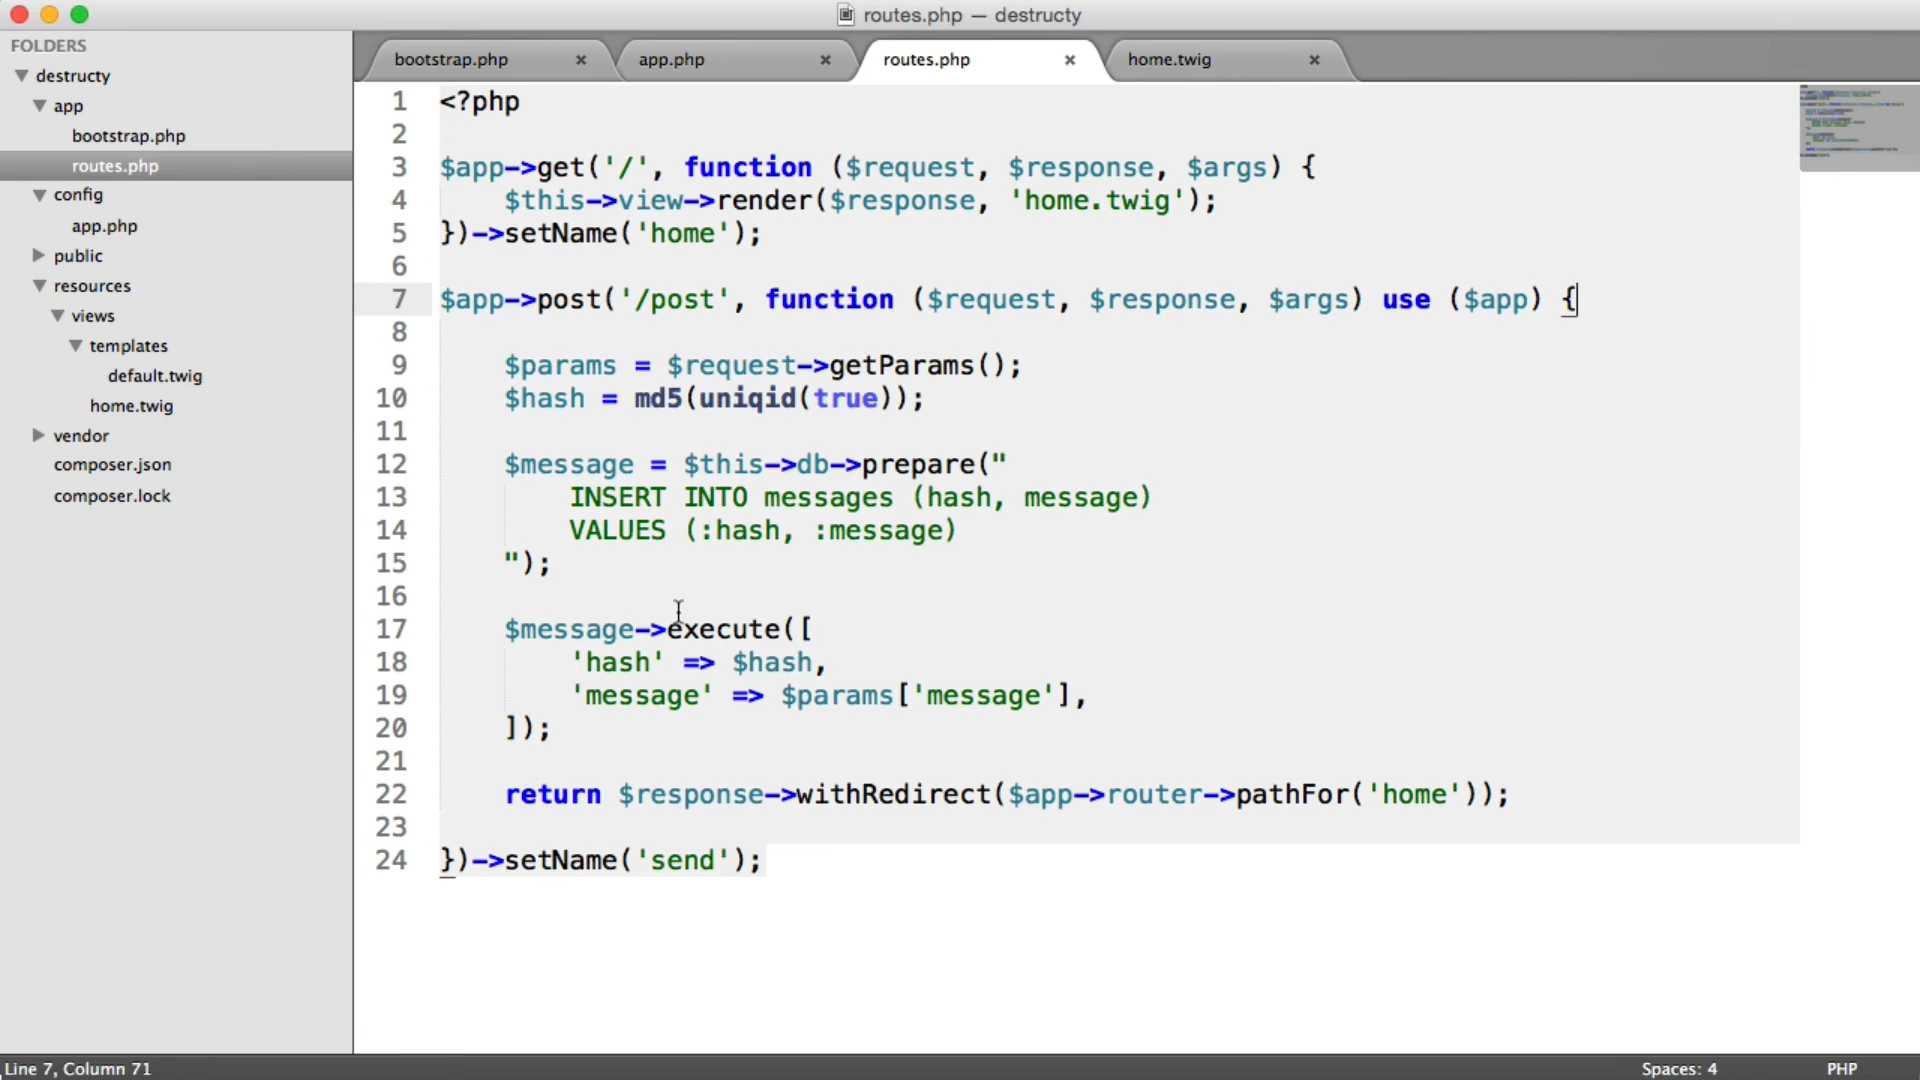 routes.php — destructy
FOLDERS
destructy
app
bootstrap.php
routes.php
config
app.php
public
resources
views
templates
default.twig
home.twig
vendor
composer.json
composer.lock
bootstrap.php × app.php × routes.php × home.twig ×
1 <?php
2
3 $app->get('/', function ($request, $response, $args) {
4     $this->view->render($response, 'home.twig');
5 })->setName('home');
6
7 $app->post('/post', function ($request, $response, $args) use ($app) {
8
9     $params = $request->getParams();
10     $hash = md5(uniqid(true));
11
12     $message = $this->db->prepare("
13         INSERT INTO messages (hash, message)
14         VALUES (:hash, :message)
15     ");
16
17     $message->execute([
18         'hash' => $hash,
19         'message' => $params['message'],
20     ]);
21
22     return $response->withRedirect($app->router->pathFor('home'));
23
24 })->setName('send');
Line 7, Column 71 Spaces: 4 PHP